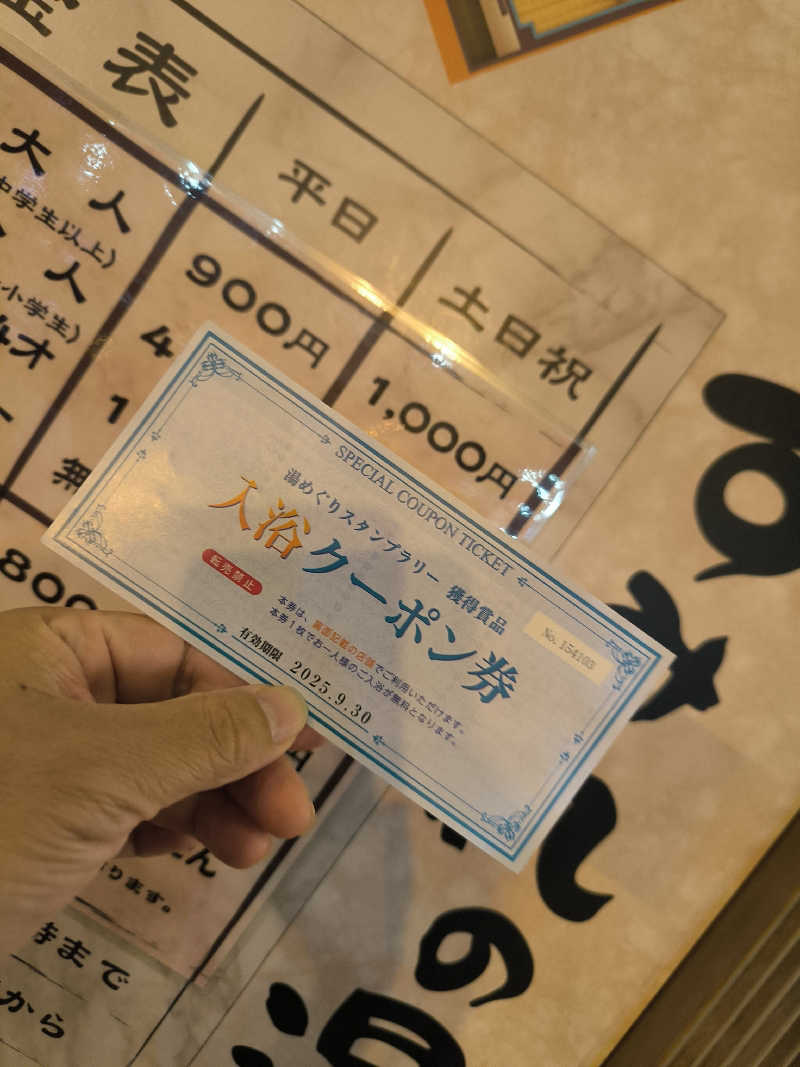 金表
平日
土日祝
大人
中学生以上)
900円
1,000円
人
小学生)
4
才
1
無
800
SPECIAL COUPON TICKET
湯めぐりスタンプラリー 獲得賞品
入浴クーポン券
転売禁止
No. 154103
本券は、裏面記載の店舗でご利用いただけます。
本券1枚でお一人様のご入浴が無料となります。
有効期限 2025.9.30
ります。
時まで
から
の湯